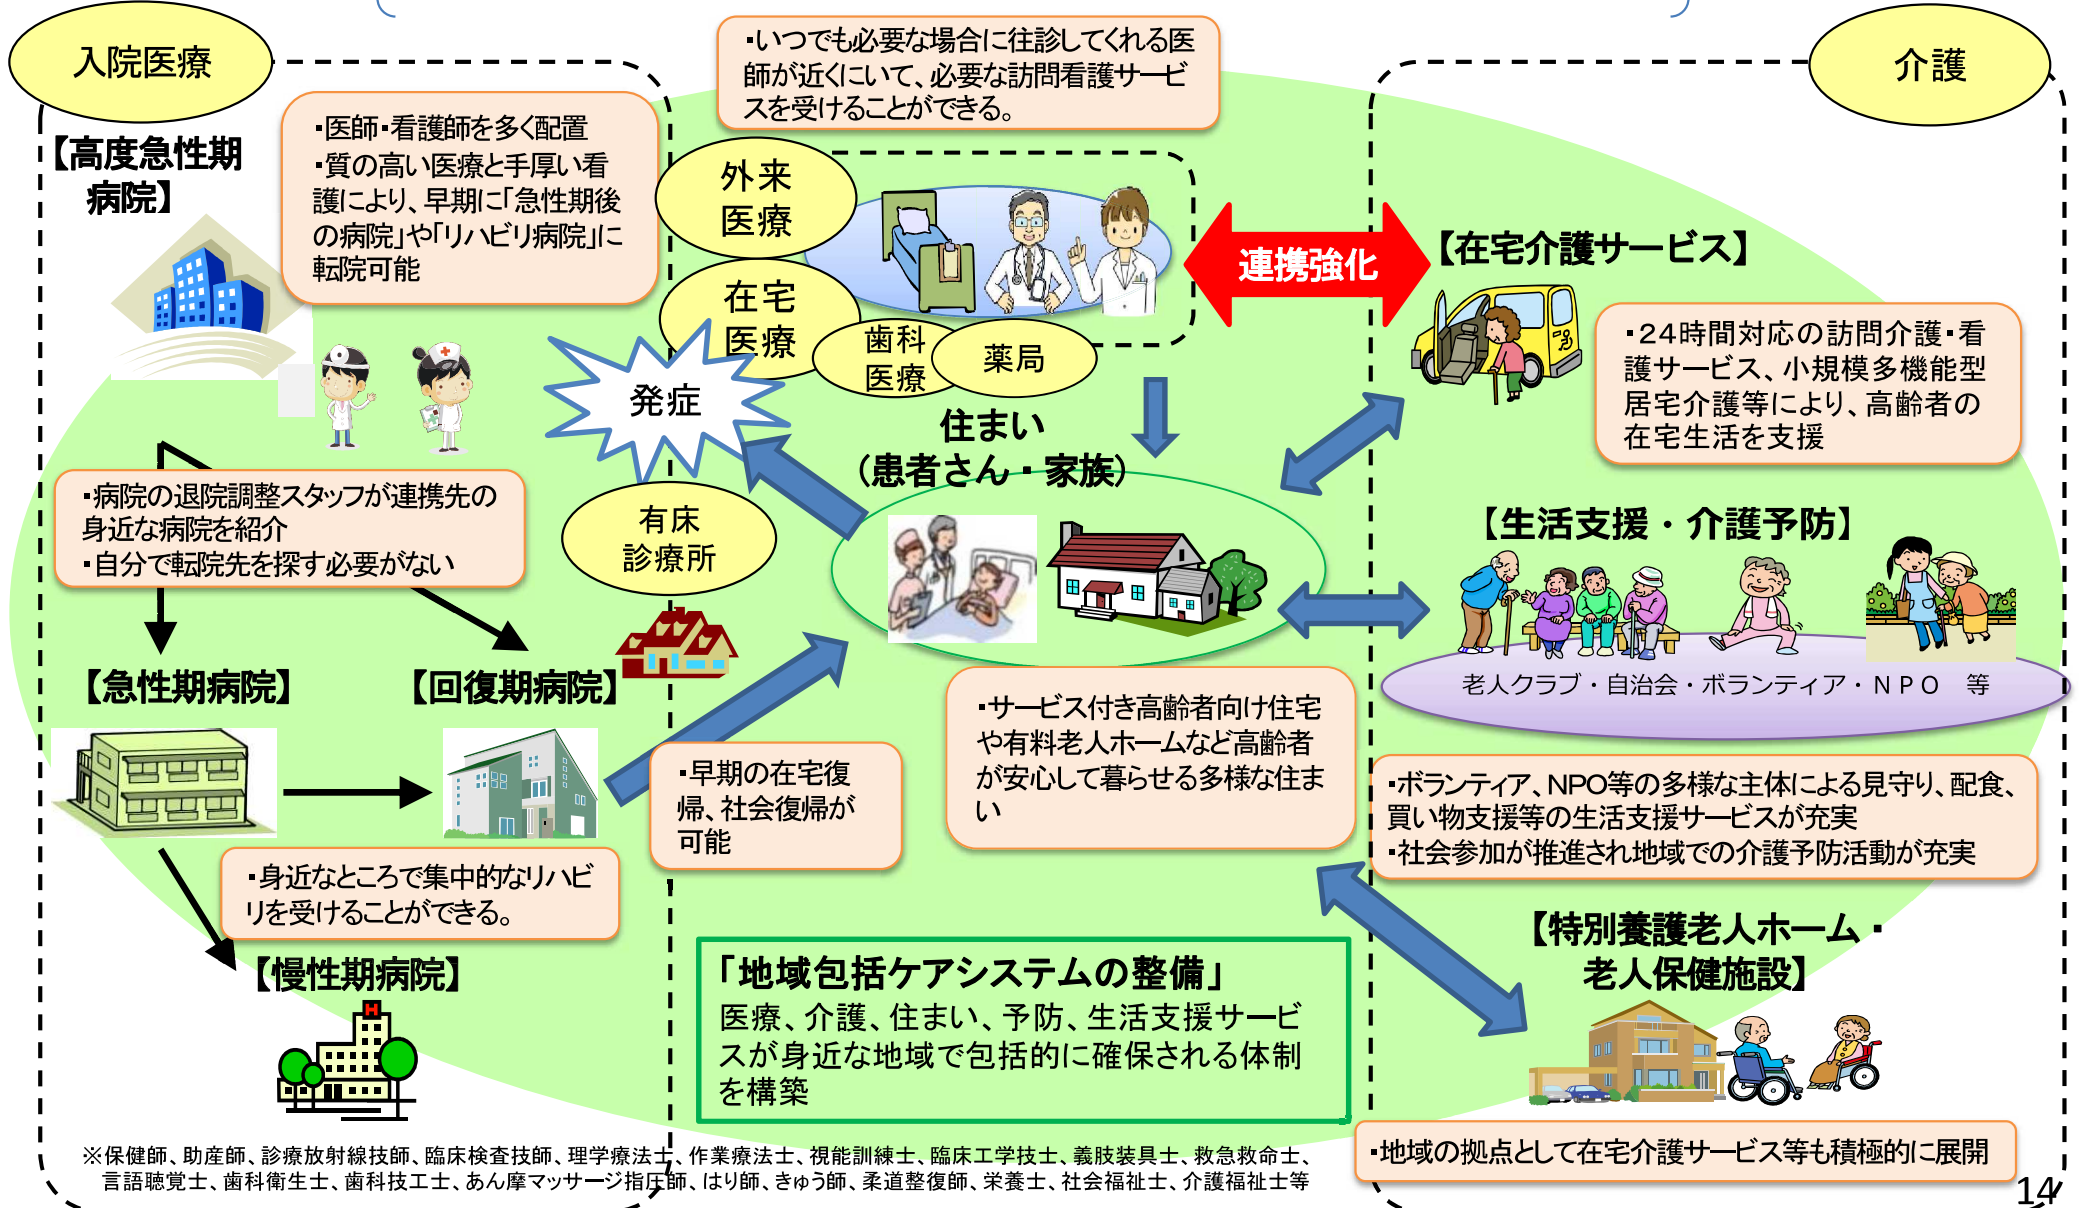 入院医療
【高度急性期
病院】
・医師・看護師を多く配置
・質の高い医療と手厚い看
護により、早期に「急性期後
の病院」や「リハビリ病院」に
転院可能
・病院の退院調整スタッフが連携先の
身近な病院を紹介
・自分で転院先を探す必要がない
【急性期病院】
【回復期病院】
・身近なところで集中的なリハビ
リを受けることができる。
【慢性期病院】
・いつでも必要な場合に往診してくれる医
師が近くにいて、必要な訪問看護サービ
スを受けることができる。
外来
医療
在宅
医療
歯科
医療
薬局
発症
有床
診療所
住まい
(患者さん・家族)
・早期の在宅復
帰、社会復帰が
可能
・サービス付き高齢者向け住宅
や有料老人ホームなど高齢者
が安心して暮らせる多様な住ま
い
連携強化
介護
【在宅介護サービス】
・24時間対応の訪問介護・看
護サービス、小規模多機能型
居宅介護等により、高齢者の
在宅生活を支援
【生活支援・介護予防】
老人クラブ・自治会・ボランティア・NPO 等
・ボランティア、NPO等の多様な主体による見守り、配食、
買い物支援等の生活支援サービスが充実
・社会参加が推進され地域での介護予防活動が充実
【特別養護老人ホーム・
老人保健施設】
・地域の拠点として在宅介護サービス等も積極的に展開
「地域包括ケアシステムの整備」
医療、介護、住まい、予防、生活支援サービ
スが身近な地域で包括的に確保される体制
を構築
H
※保健師、助産師、診療放射線技師、臨床検査技師、理学療法士、作業療法士、視能訓練士、臨床工学技士、義肢装具士、救急救命士、
言語聴覚士、歯科衛生士、歯科技工士、あん摩マッサージ指圧師、はり師、きゅう師、柔道整復師、栄養士、社会福祉士、介護福祉士等
14